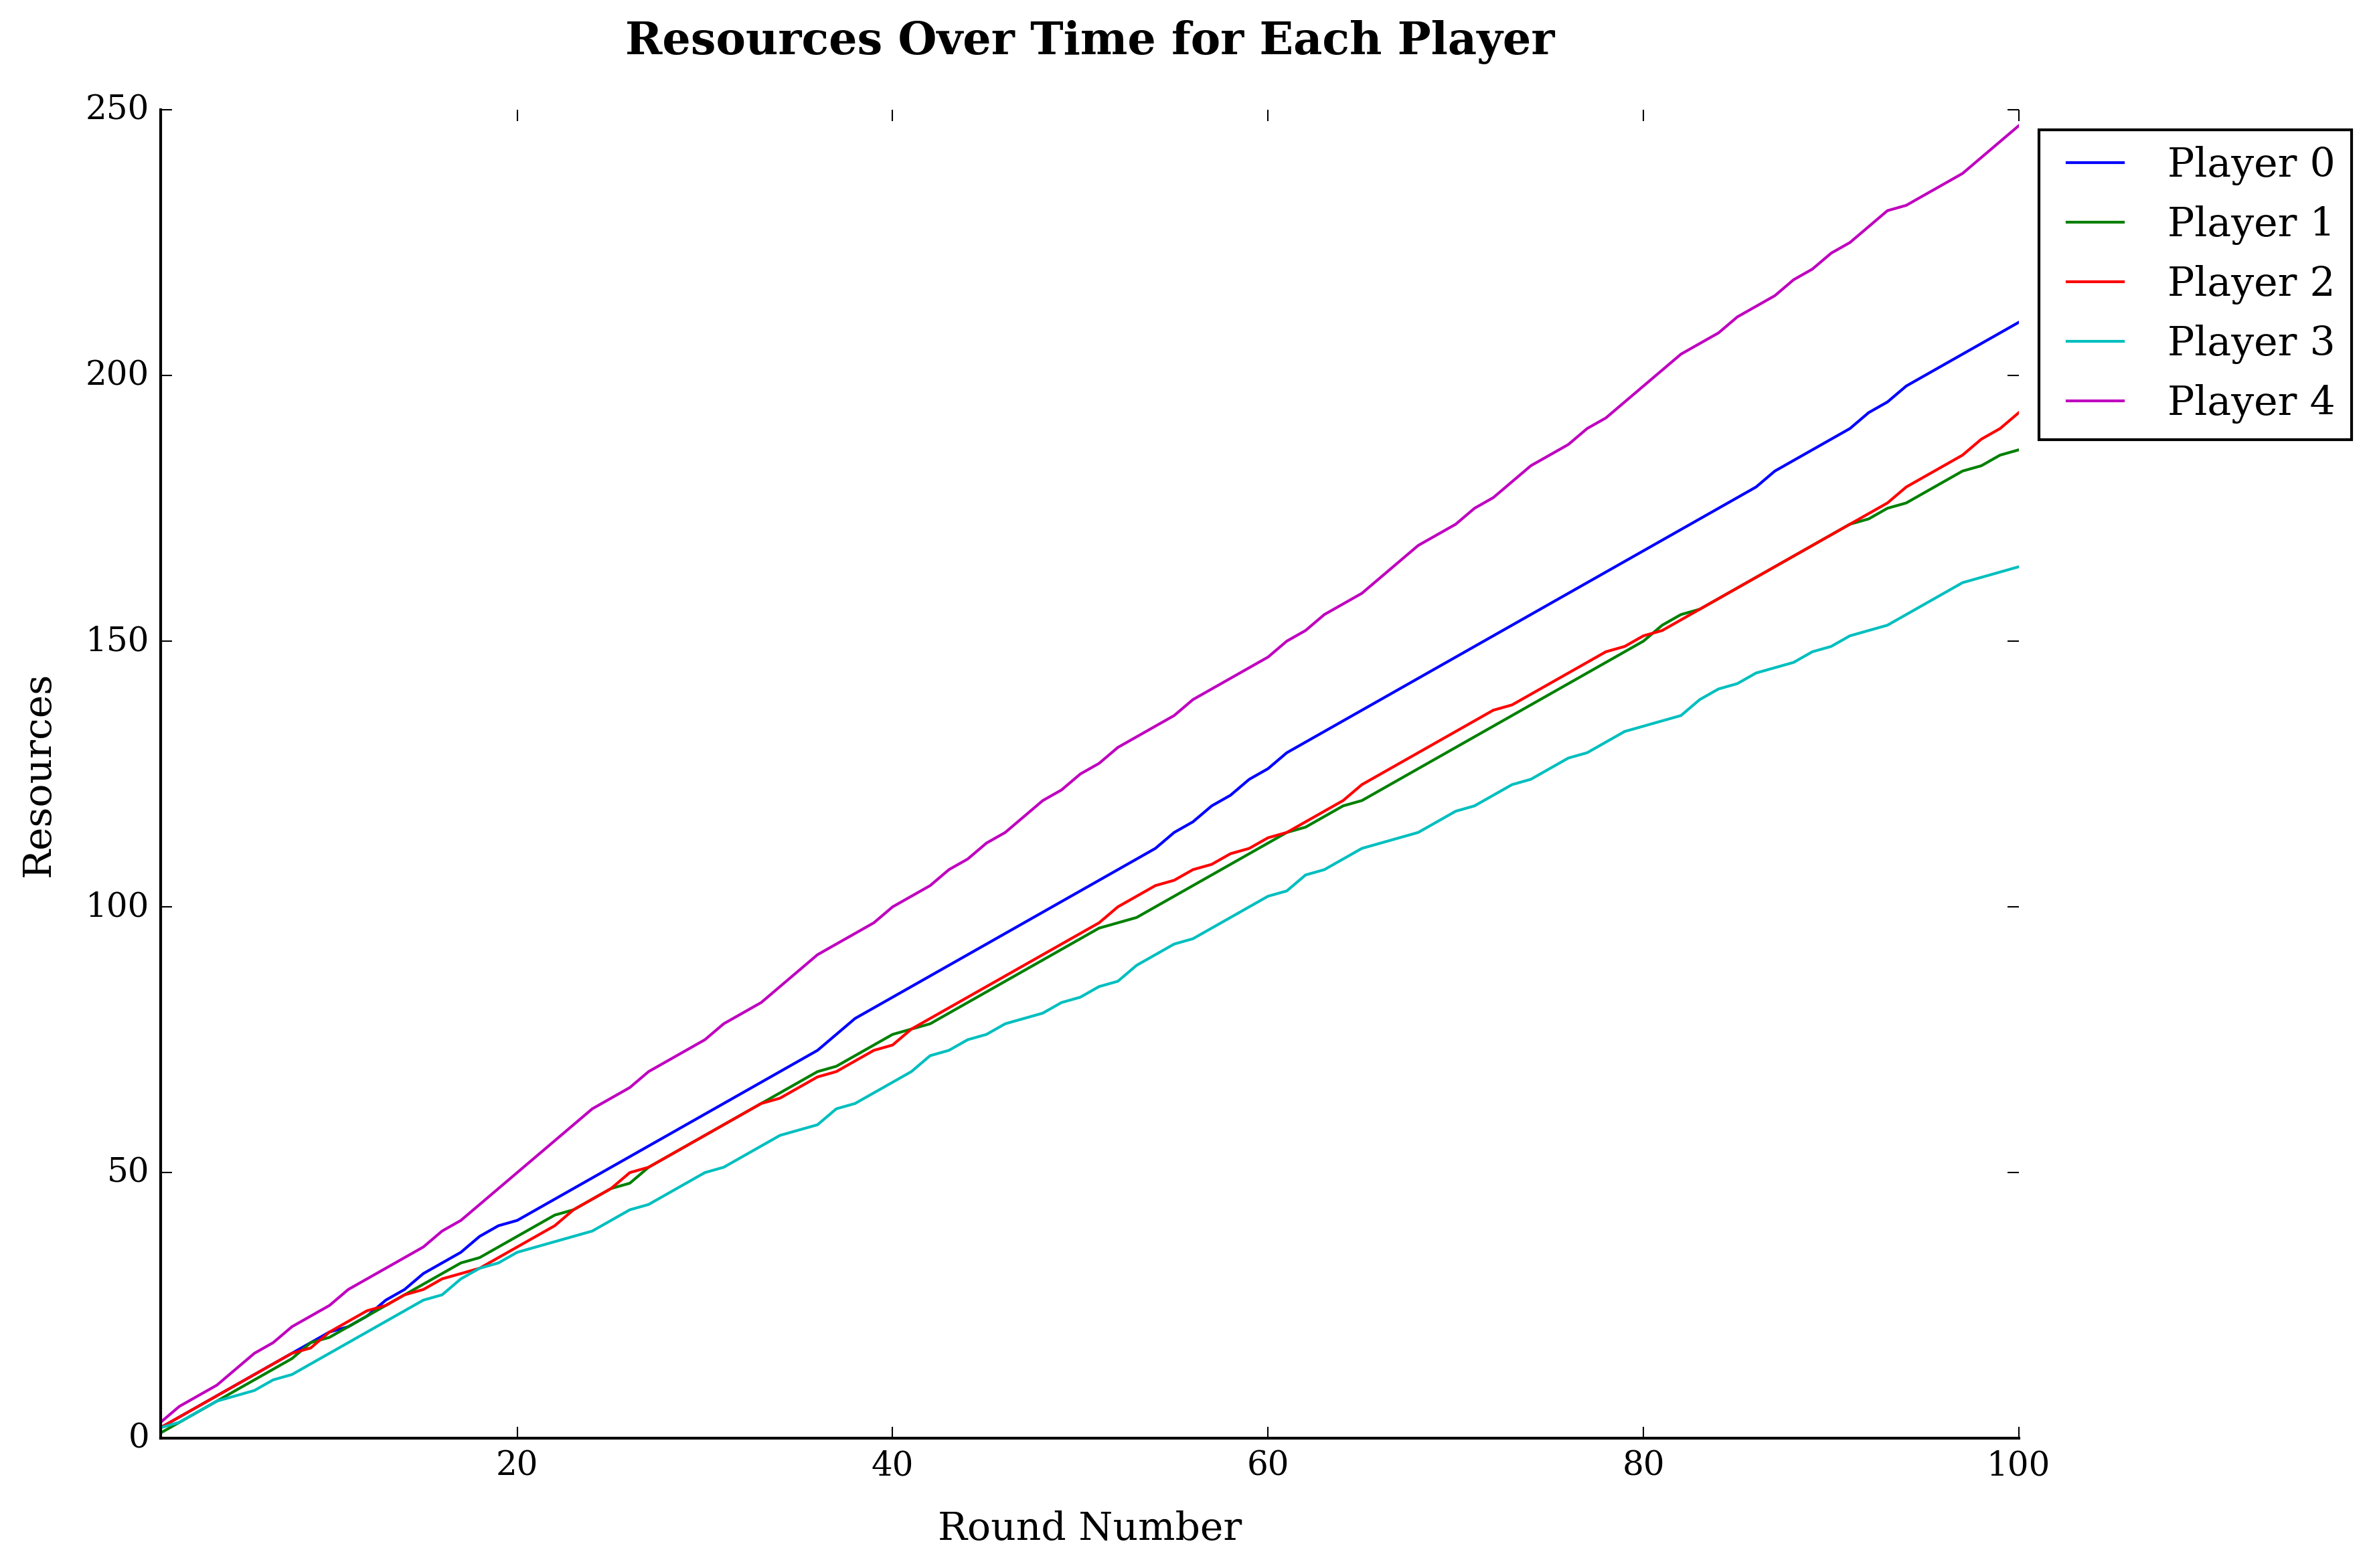 Resources Over Time for Each Player
250
200
150
100
50
0
Resources
20 40 60 80 100
Round Number
Player 0
Player 1
Player 2
Player 3
Player 4